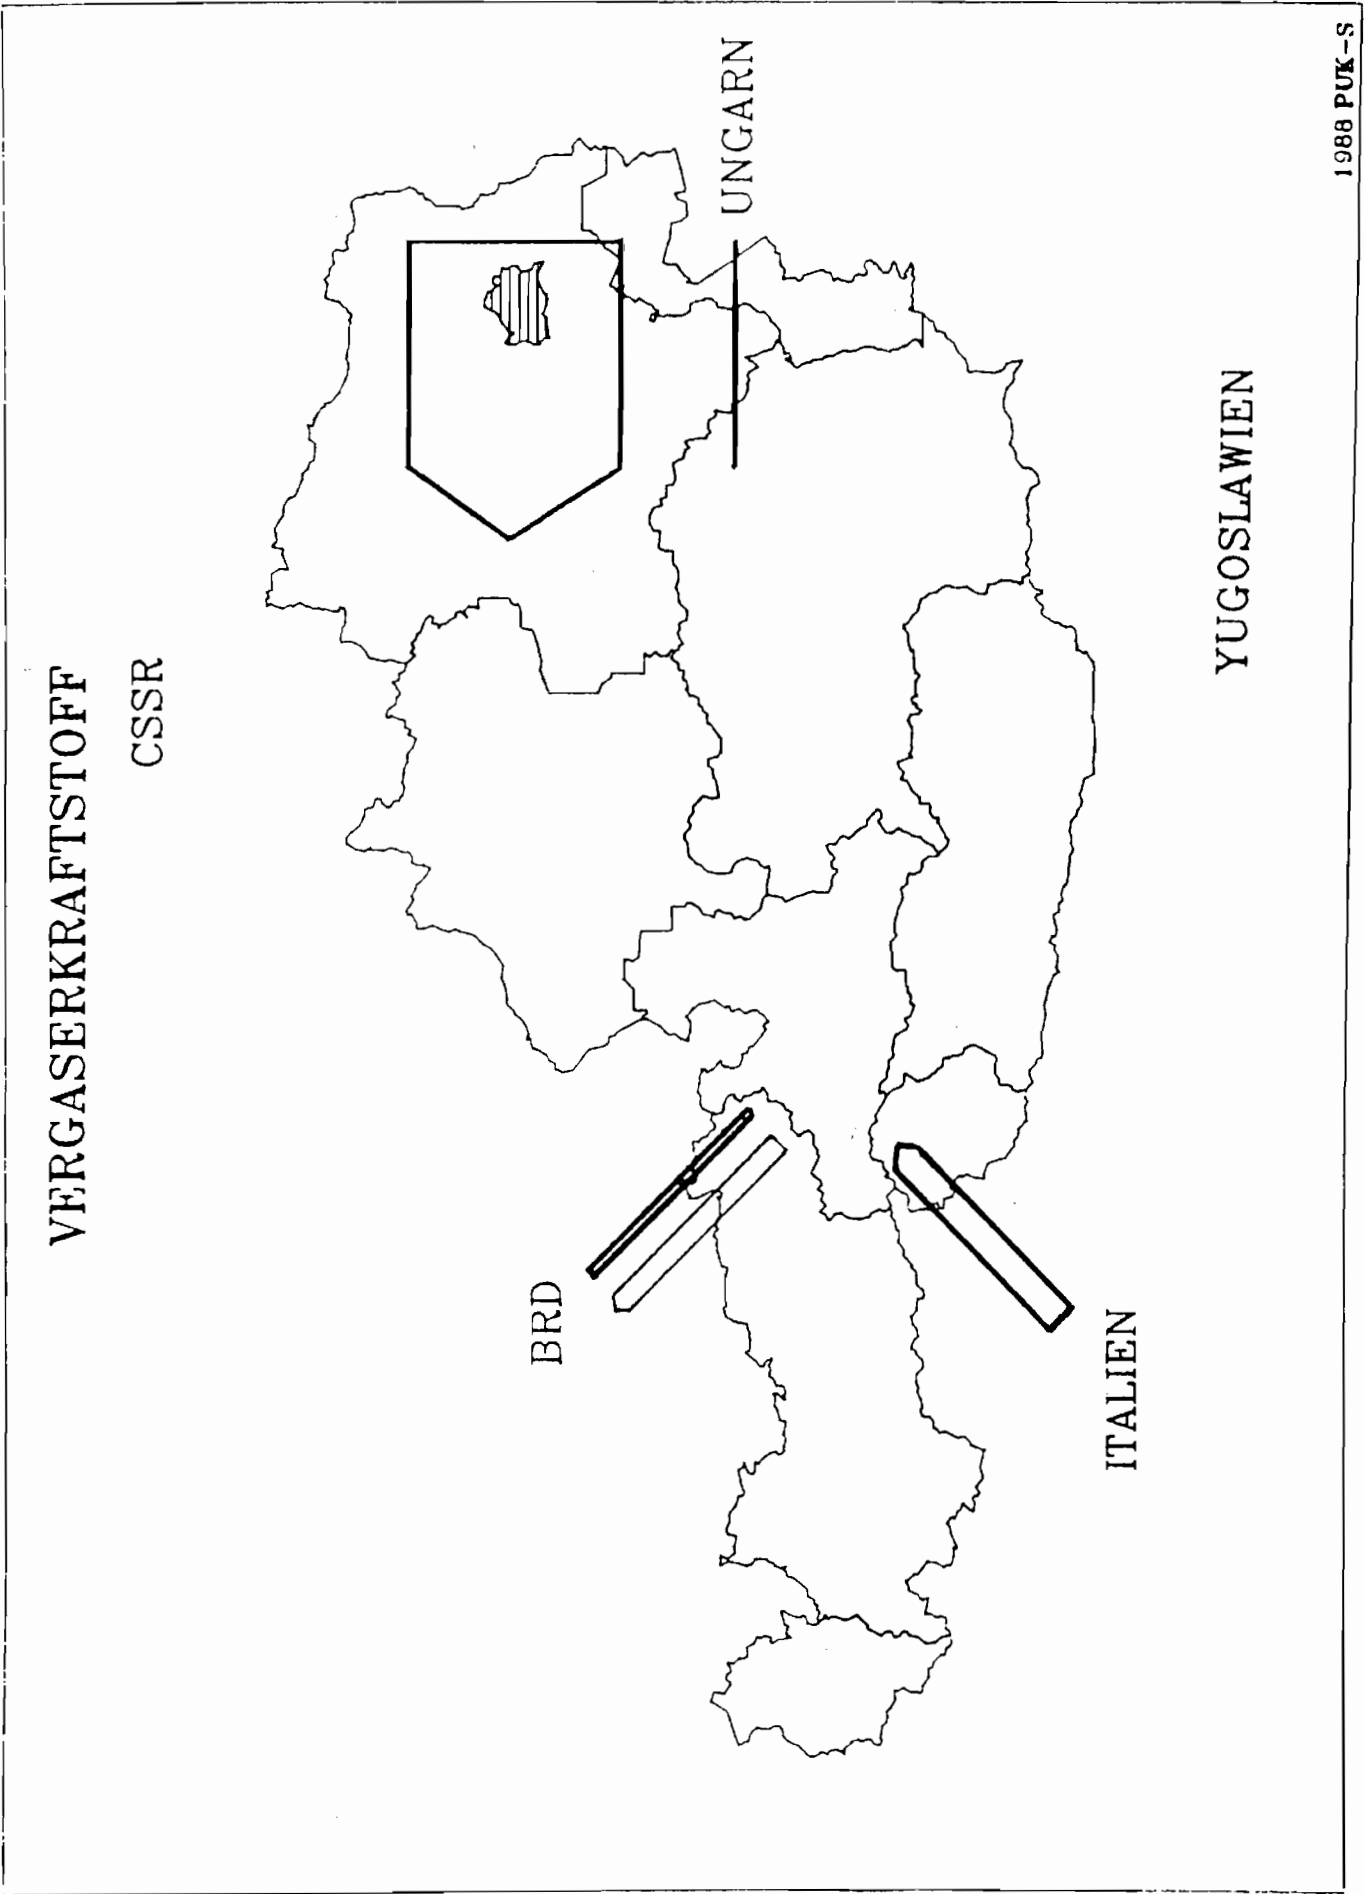 VERGASERKRAFTSTOFF
CSSR
BRD
UNGARN
ITALIEN
YUGOSLAWIEN
1988 PUK-S